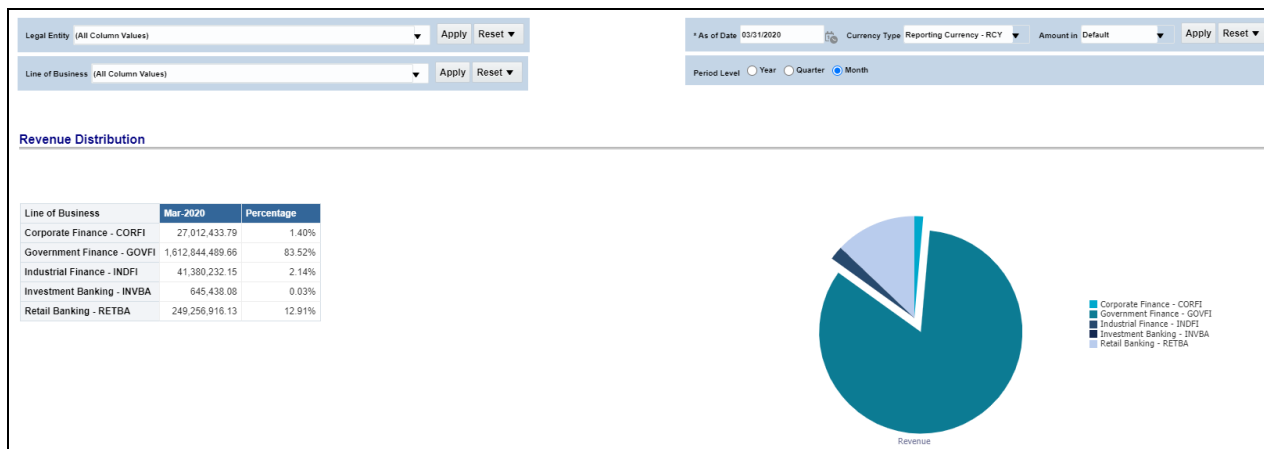 Legal Entity (All Column Values) Apply Reset
* As of Date 03/31/2020 Currency Type Reporting Currency - RCY Amount in Default Apply Reset
Line of Business (All Column Values) Apply Reset
Period Level Year Quarter Month
Revenue Distribution
Line of Business Mar-2020 Percentage
Corporate Finance - CORFI 27,012,433.79 1.40%
Government Finance - GOVFI 1,612,844,489.66 83.52%
Industrial Finance - INDFI 41,380,232.15 2.14%
Investment Banking - INVBA 645,438.08 0.03%
Retail Banking - RETBA 249,256,916.13 12.91%
Corporate Finance - CORFI
Government Finance - GOVFI
Industrial Finance - INDFI
Investment Banking - INVBA
Retail Banking - RETBA
Revenue